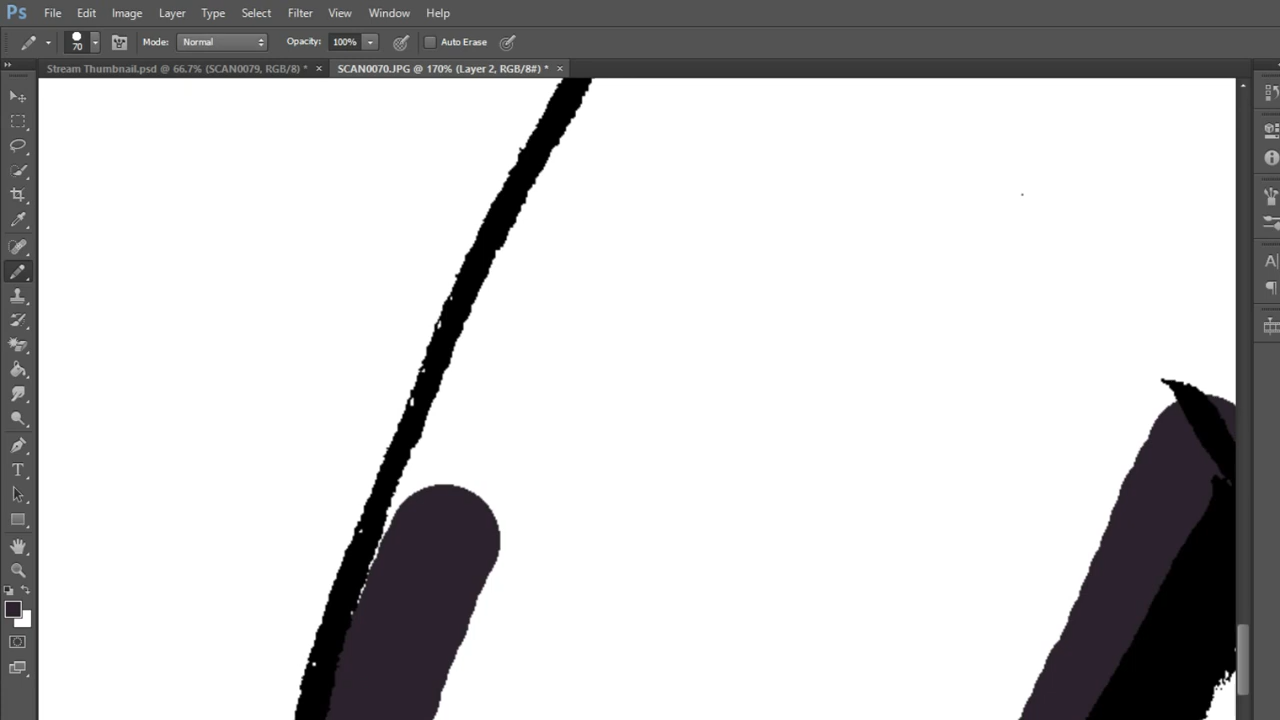 Ps File Edit Image Layer Type Select Filter View Window Help
70 Mode: Normal Opacity: 100% Auto Erase
Stream Thumbnail.psd @ 66.7% (SCAN0079, RGB/8) * × SCAN0070.JPG @ 170% (Layer 2, RGB/8#) * ×